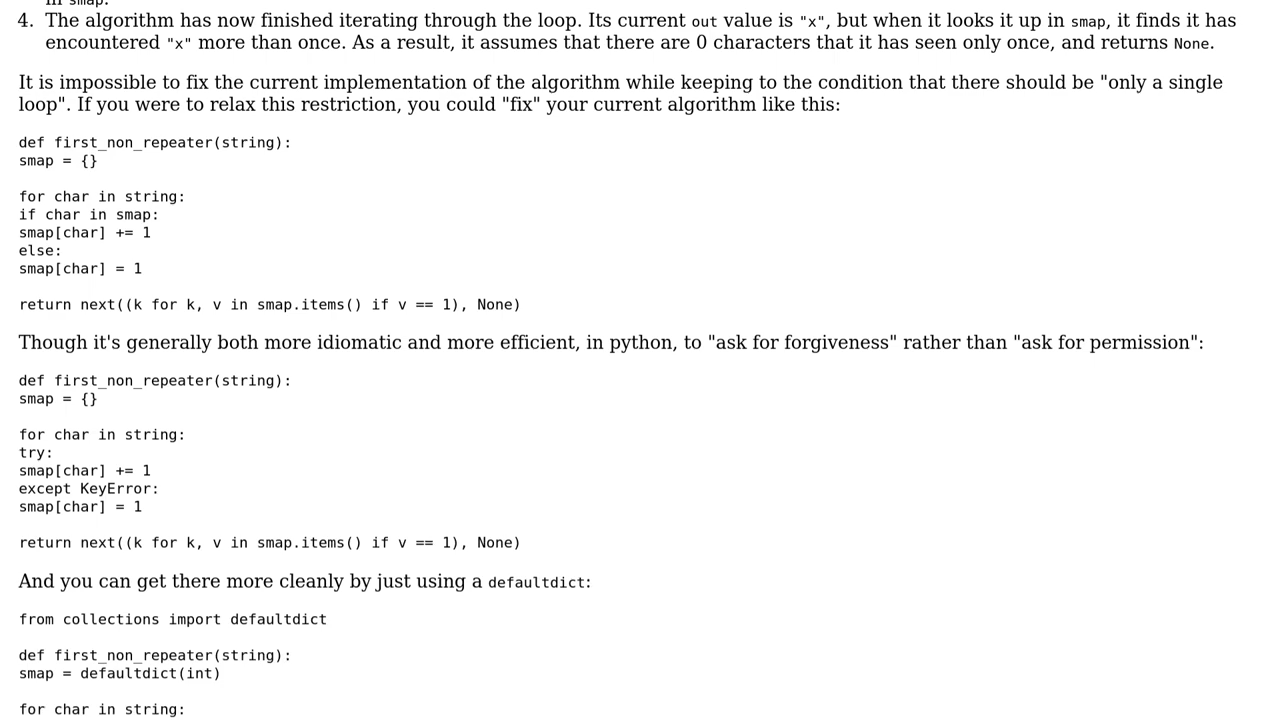 in smap.
4. The algorithm has now finished iterating through the loop. Its current out value is "x", but when it looks it up in smap, it finds it has
encountered "x" more than once. As a result, it assumes that there are 0 characters that it has seen only once, and returns None.
It is impossible to fix the current implementation of the algorithm while keeping to the condition that there should be "only a single
loop". If you were to relax this restriction, you could "fix" your current algorithm like this:
def first_non_repeater(string):
smap = {}
for char in string:
if char in smap:
smap[char] += 1
else:
smap[char] = 1
return next((k for k, v in smap.items() if v == 1), None)
Though it's generally both more idiomatic and more efficient, in python, to "ask for forgiveness" rather than "ask for permission":
def first_non_repeater(string):
smap = {}
for char in string:
try:
smap[char] += 1
except KeyError:
smap[char] = 1
return next((k for k, v in smap.items() if v == 1), None)
And you can get there more cleanly by just using a defaultdict:
from collections import defaultdict
def first_non_repeater(string):
smap = defaultdict(int)
for char in string: